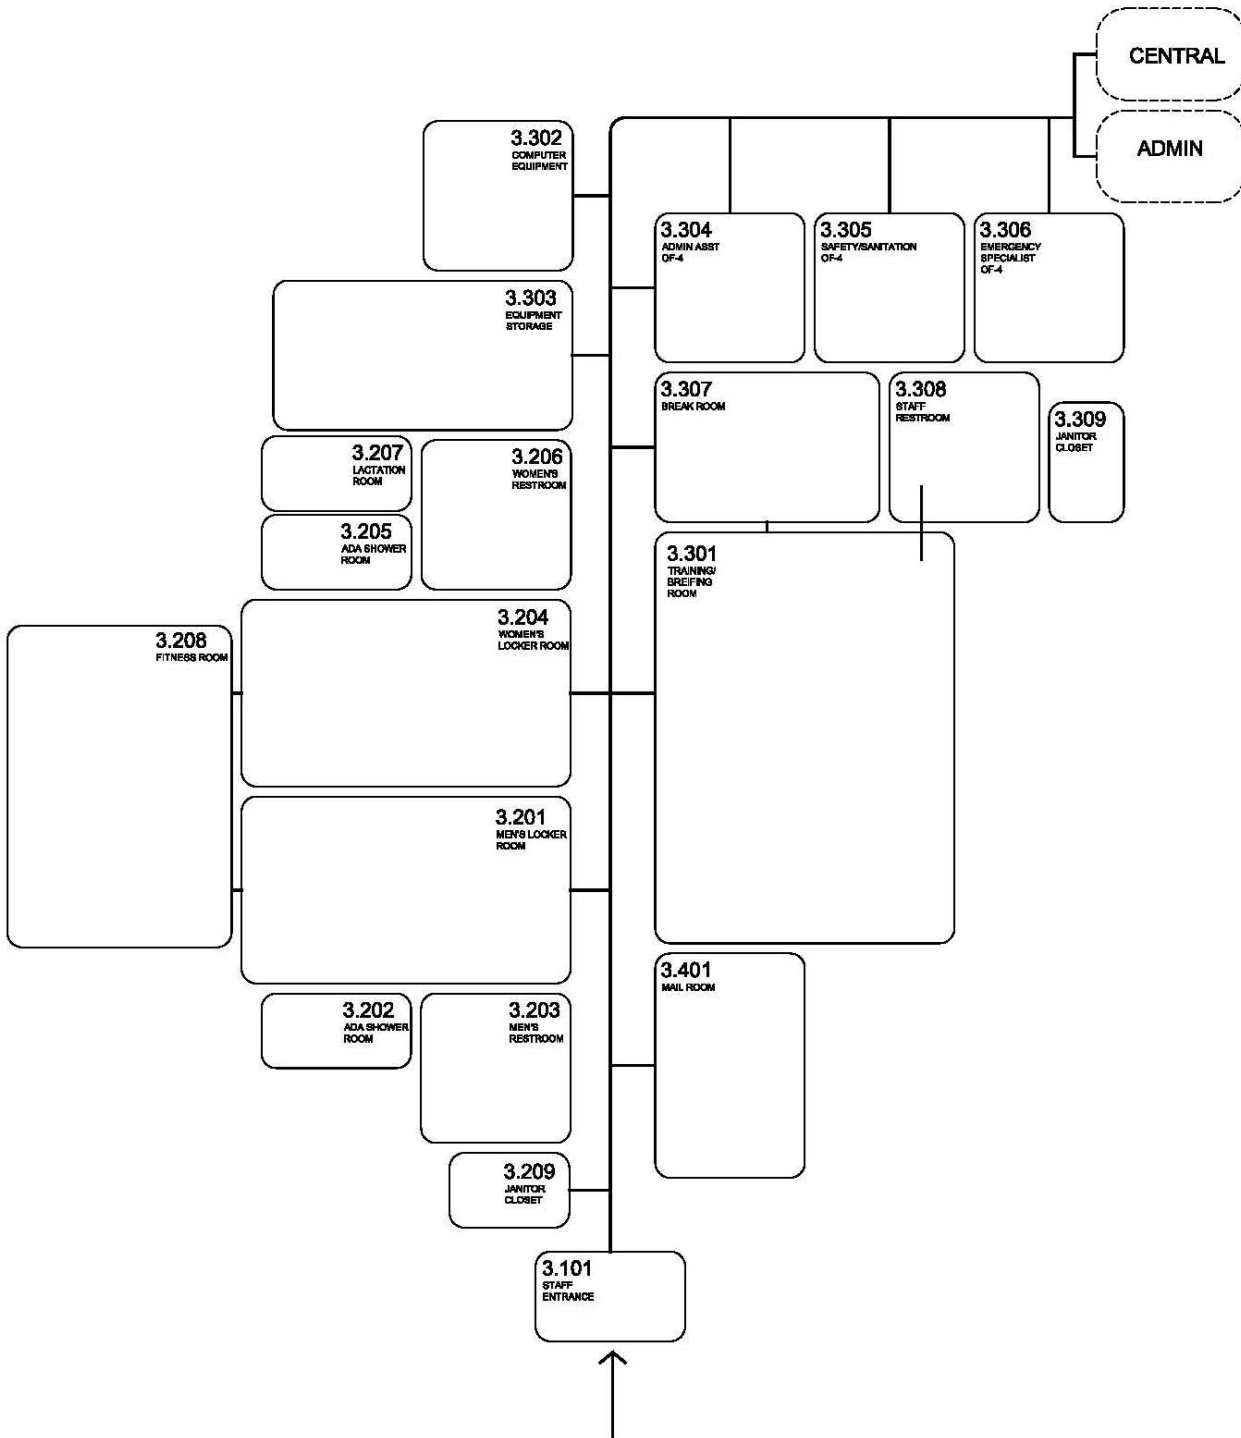 CENTRAL
ADMIN
3.302
COMPUTER
EQUIPMENT
3.304
ADMIN ASST
OF-4
3.305
SAFETY/SANITATION
OF-4
3.306
EMERGENCY
SPECIALIST
OF-4
3.303
EQUIPMENT
STORAGE
3.307
BREAK ROOM
3.308
STAFF
RESTROOM
3.309
JANITOR
CLOSET
3.207
LACTATION
ROOM
3.206
WOMEN'S
RESTROOM
3.205
ADA SHOWER
ROOM
3.301
TRAINING/
BREIFING
ROOM
3.204
WOMEN'S
LOCKER ROOM
3.208
FITNESS ROOM
3.201
MEN'S LOCKER
ROOM
3.401
MAIL ROOM
3.202
ADA SHOWER
ROOM
3.203
MEN'S
RESTROOM
3.209
JANITOR
CLOSET
3.101
STAFF
ENTRANCE